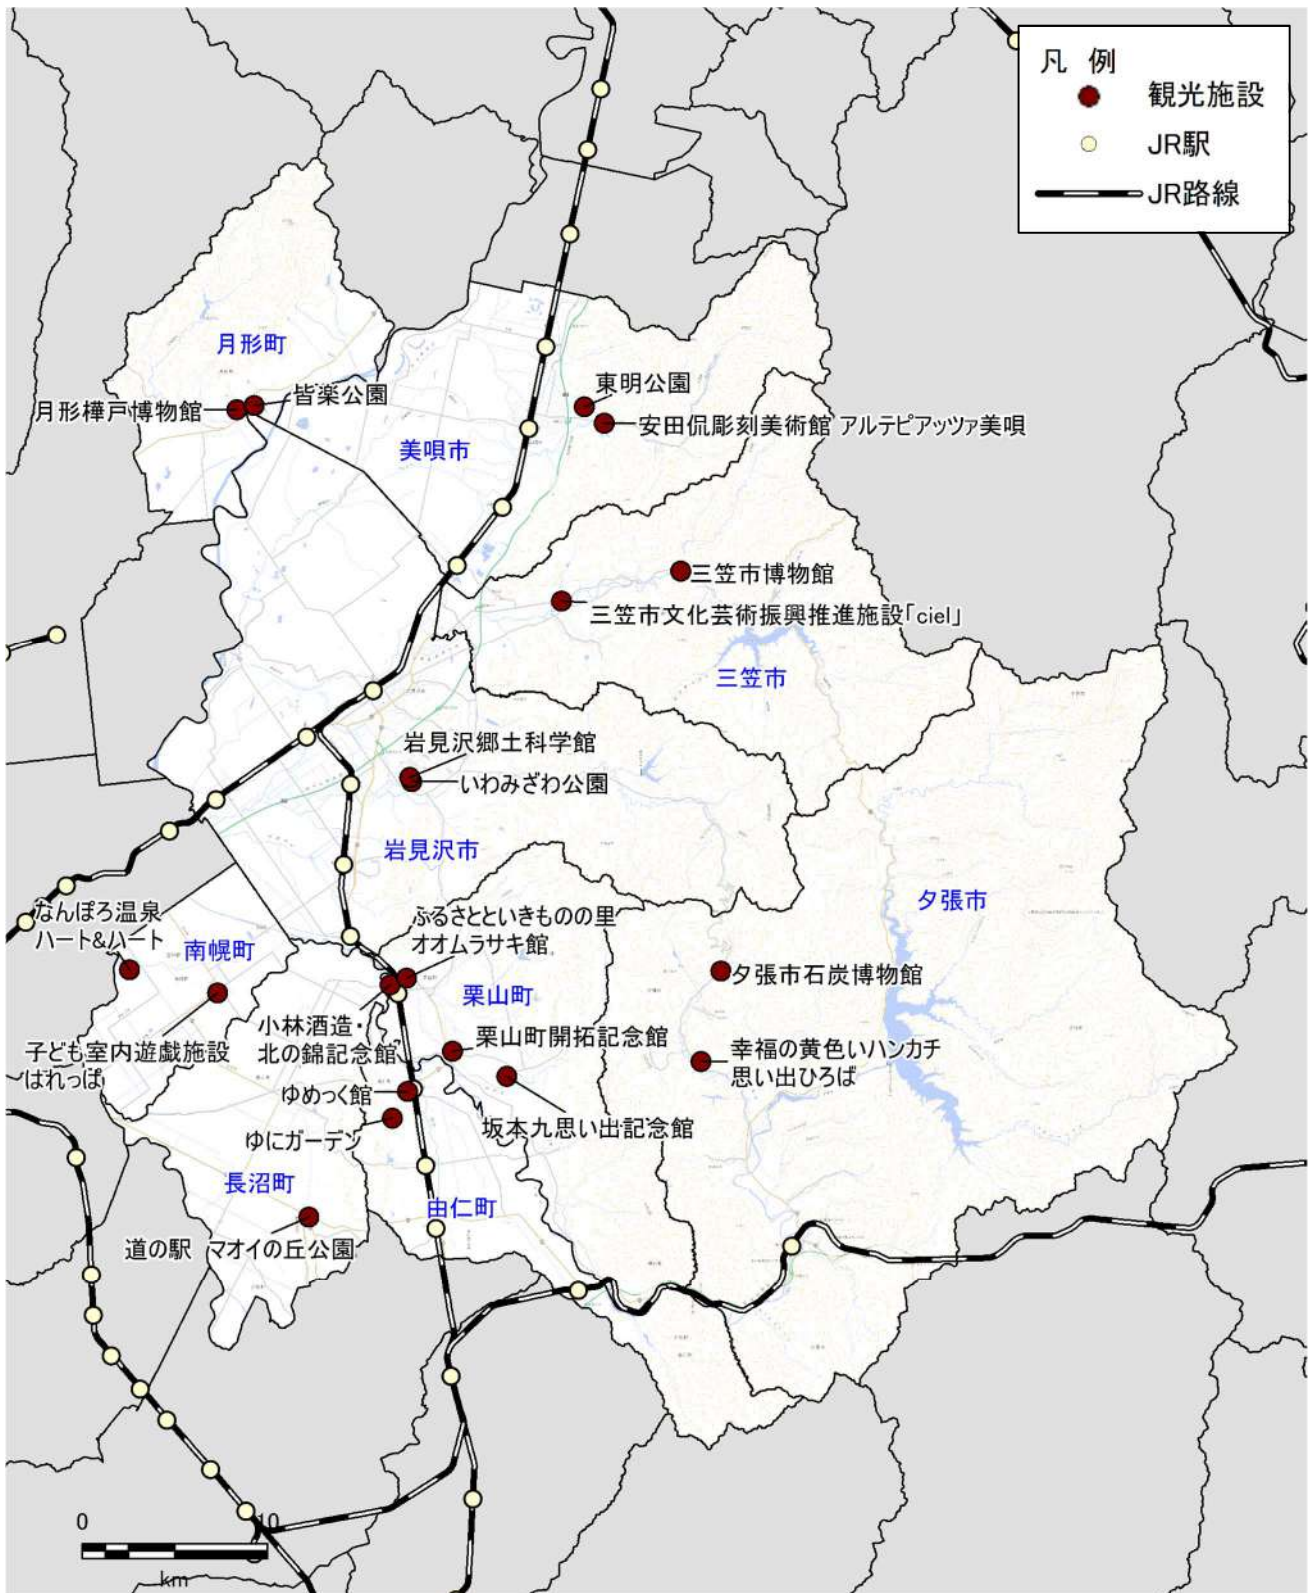 凡 例
観光施設
JR駅
JR路線
月形町
皆楽公園
月形樺戸博物館
東明公園
安田侃彫刻美術館 アルテピアッツァ美唄
美唄市
三笠市博物館
三笠市文化芸術振興推進施設「ciel」
三笠市
岩見沢郷土科学館
いわみざわ公園
岩見沢市
夕張市
なんぽろ温泉
ハート&ハート
南幌町
ふるさとといきものの里
オオムラサキ館
栗山町
夕張市石炭博物館
小林酒造・
北の錦記念館
栗山町開拓記念館
子ども室内遊戯施設
はれっぱ
幸福の黄色いハンカチ
思い出ひろば
ゆめっく館
坂本九思い出記念館
ゆにガーデン
長沼町
由仁町
道の駅 マオイの丘公園
0
10
km